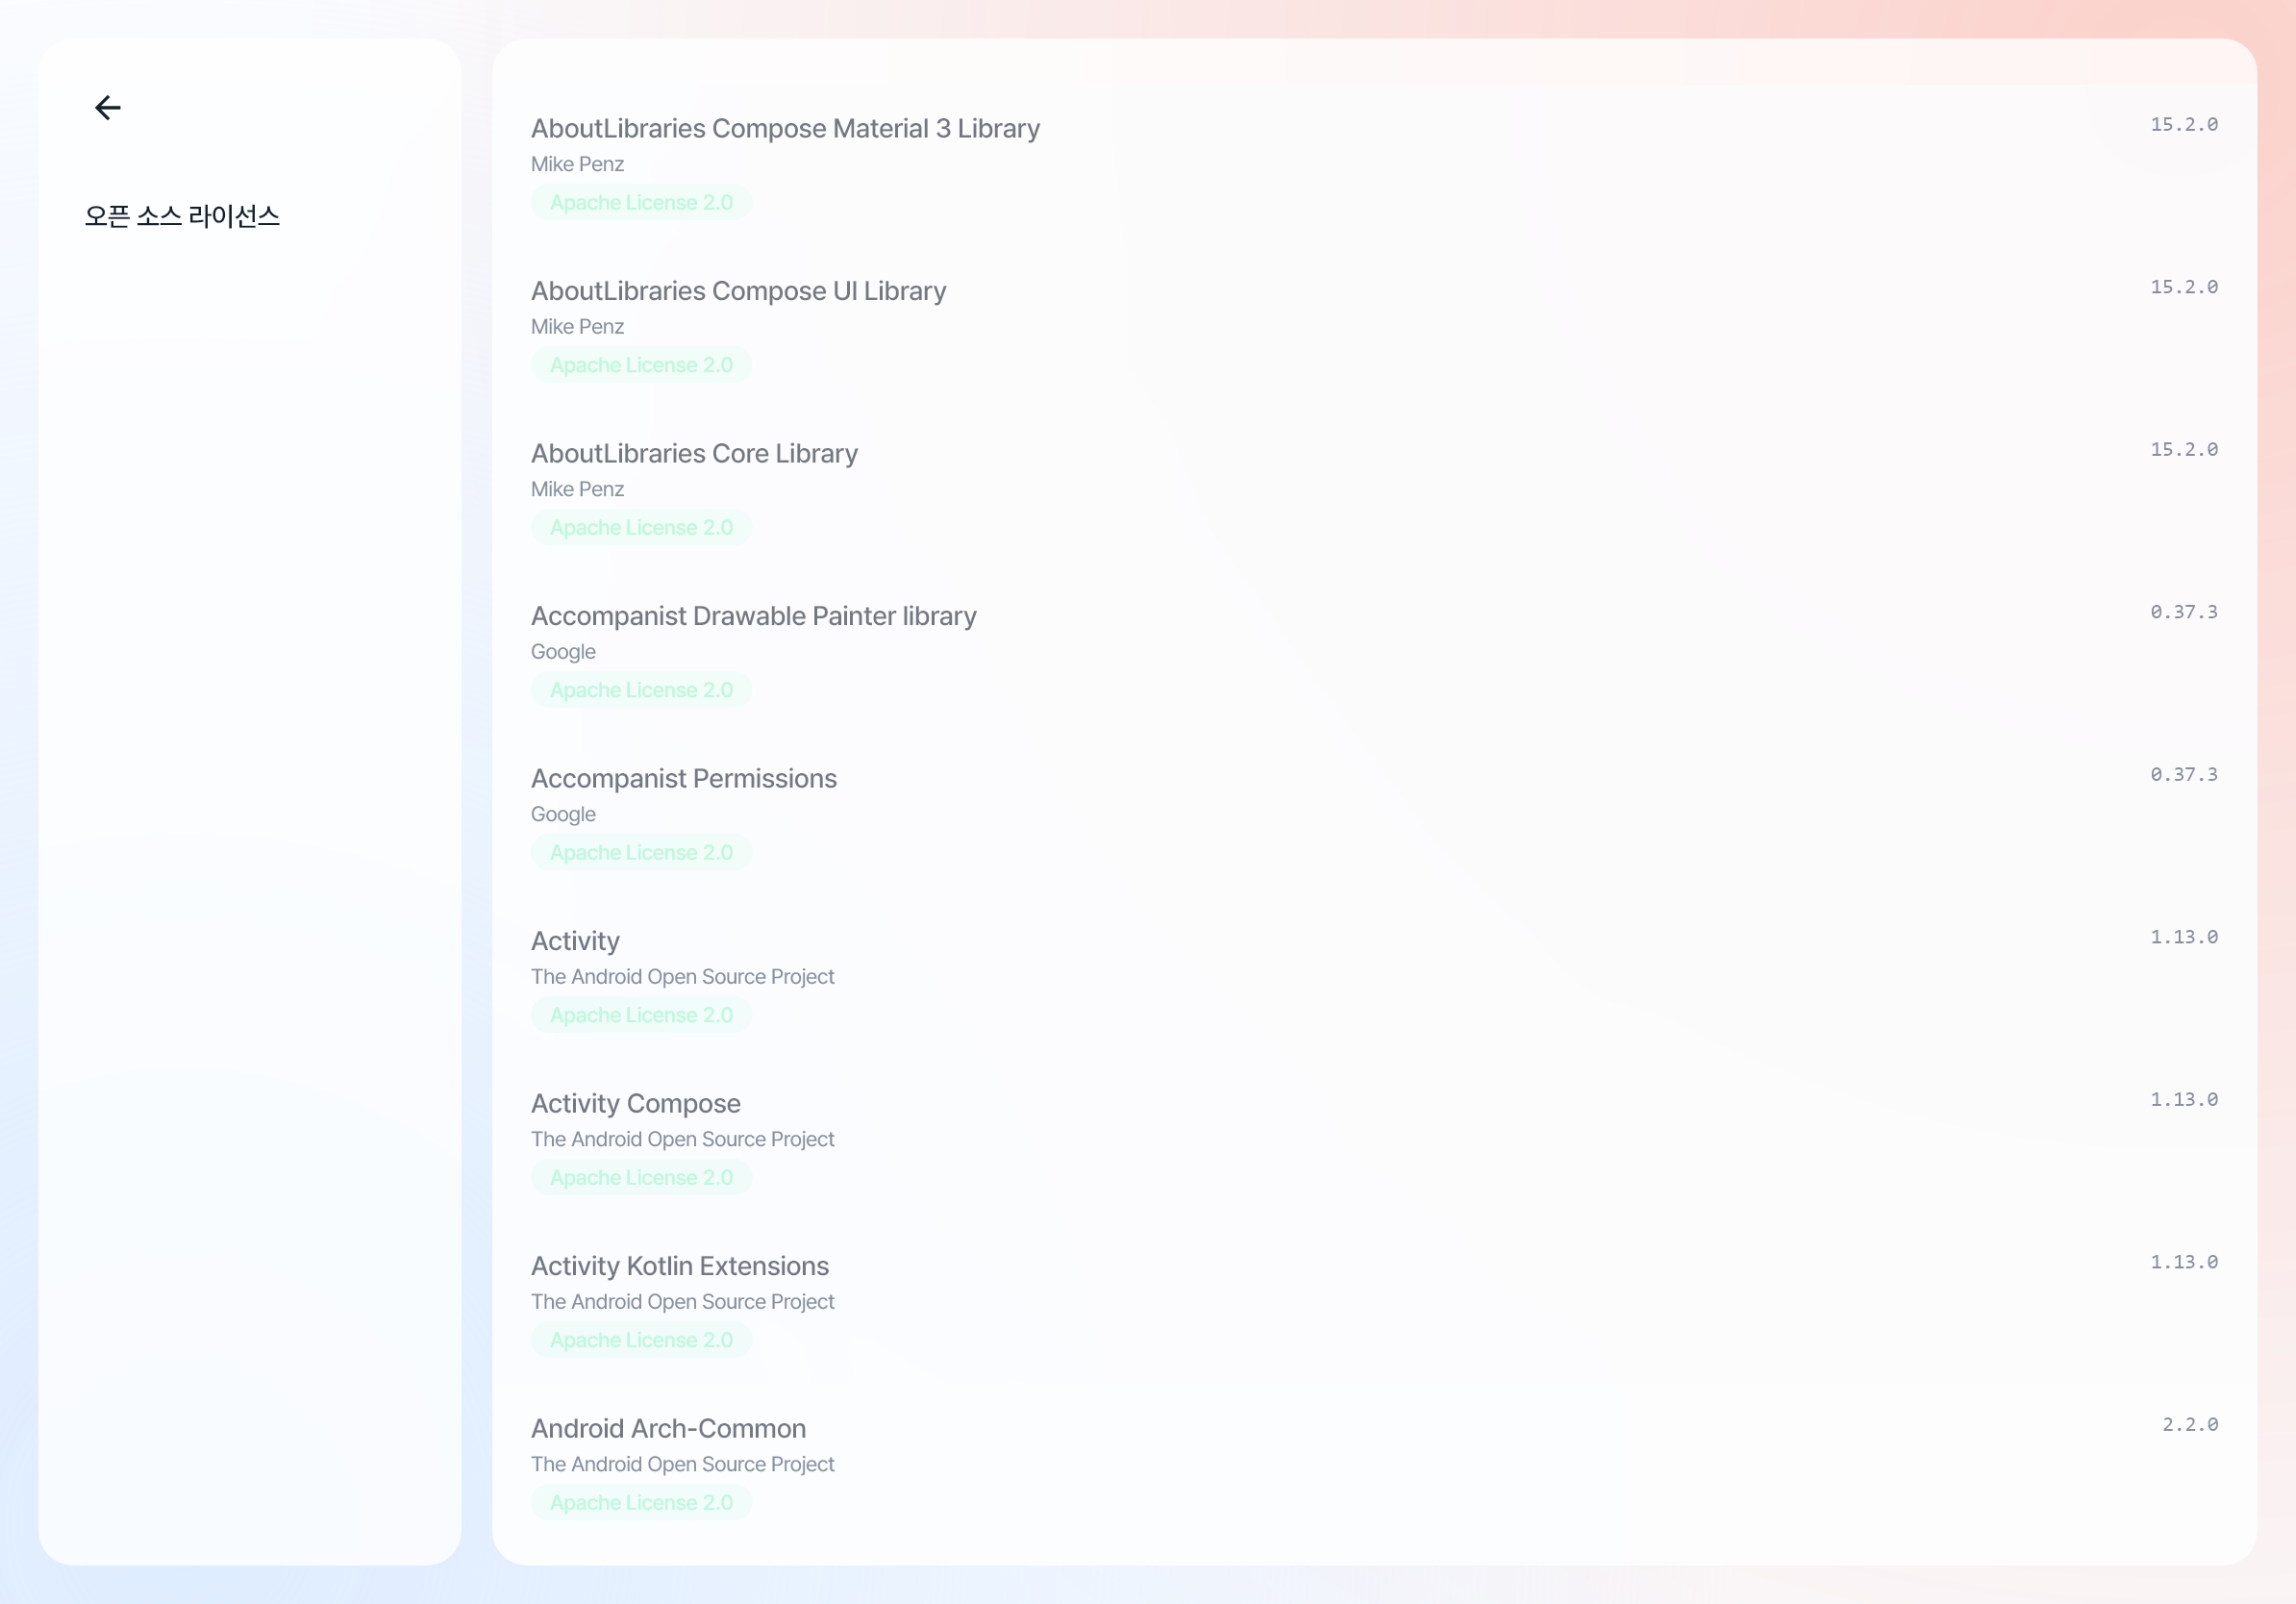 오픈 소스 라이선스
AboutLibraries Compose Material 3 Library
15.2.0
Mike Penz
Apache License 2.0
AboutLibraries Compose UI Library
15.2.0
Mike Penz
Apache License 2.0
AboutLibraries Core Library
15.2.0
Mike Penz
Apache License 2.0
Accompanist Drawable Painter library
0.37.3
Google
Apache License 2.0
Accompanist Permissions
0.37.3
Google
Apache License 2.0
Activity
1.13.0
The Android Open Source Project
Apache License 2.0
Activity Compose
1.13.0
The Android Open Source Project
Apache License 2.0
Activity Kotlin Extensions
1.13.0
The Android Open Source Project
Apache License 2.0
Android Arch-Common
2.2.0
The Android Open Source Project
Apache License 2.0